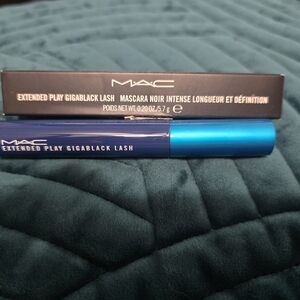 MAC
EXTENDED PLAY GIGABLACK LASH MASCARA NOIR INTENSE LONGUEUR ET DÉFINITION
POIDS NET WT. 0.20 OZ/5.7 g ℮
MAC
EXTENDED PLAY GIGABLACK LASH